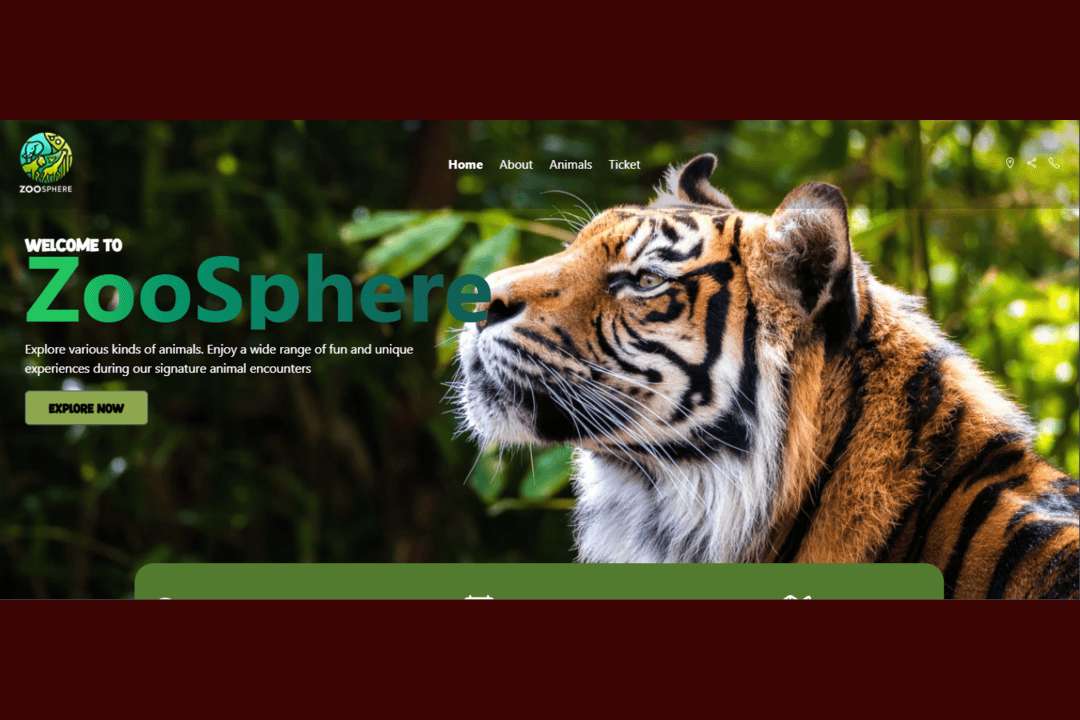 ZOOSPHERE
Home About Animals Ticket
WELCOME TO
ZooSphere
Explore various kinds of animals. Enjoy a wide range of fun and unique
experiences during our signature animal encounters
EXPLORE NOW